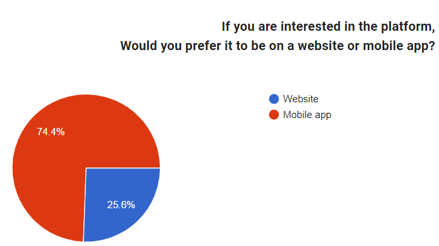 If you are interested in the platform,
Would you prefer it to be on a website or mobile app?
Website
Mobile app
74.4%
25.6%